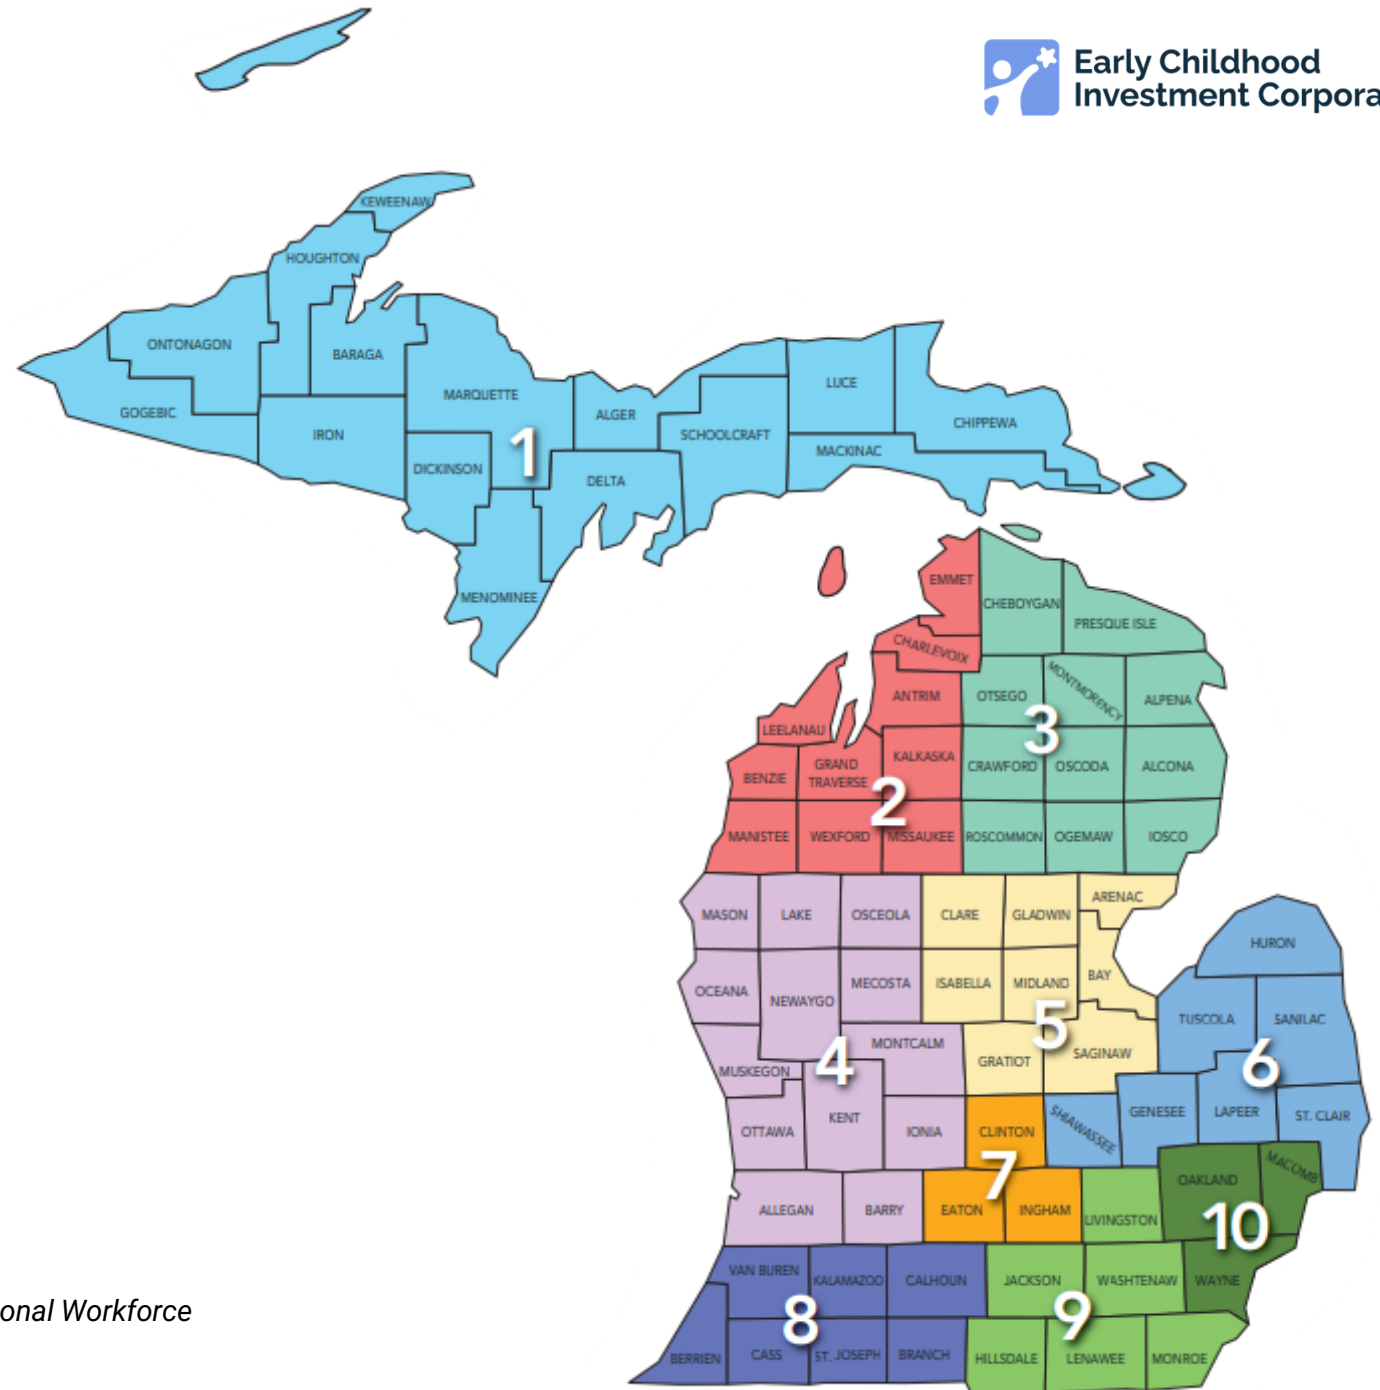 Early Childhood
Investment Corpora
KEWEENAW
HOUGHTON
ONTONAGON
BARAGA
GOGEBIC
MARQUETTE
IRON
DICKINSON
1
ALGER
SCHOOLCRAFT
LUCE
CHIPPEWA
MACKINAC
DELTA
MENOMINEE
EMMET
CHEBOYGAN
PRESQUE ISLE
CHARLEVOIX
ANTRIM
OTSEGO
MONTMORENCY
ALPENA
LEELANAU
3
KALKASKA
BENZIE
GRAND
TRAVERSE
CRAWFORD
OSCODA
ALCONA
2
MANISTEE
WEXFORD
MISSAUKEE
ROSCOMMON
OGEMAW
IOSCO
MASON
LAKE
OSCEOLA
CLARE
GLADWIN
ARENAC
HURON
OCEANA
NEWAYGO
MECOSTA
ISABELLA
MIDLAND
BAY
TUSCOLA
SANILAC
5
MONTCALM
GRATIOT
SAGINAW
6
MUSKEGON
4
OTTAWA
KENT
IONIA
CLINTON
SHIAWASSEE
GENESEE
LAPEER
ST. CLAIR
7
OAKLAND
MACOMB
ALLEGAN
BARRY
EATON
INGHAM
LIVINGSTON
10
VAN BUREN
KALAMAZOO
CALHOUN
JACKSON
WASHTENAW
WAYNE
8
9
BERRIEN
CASS
ST. JOSEPH
BRANCH
HILLSDALE
LENAWEE
MONROE
onal Workforce